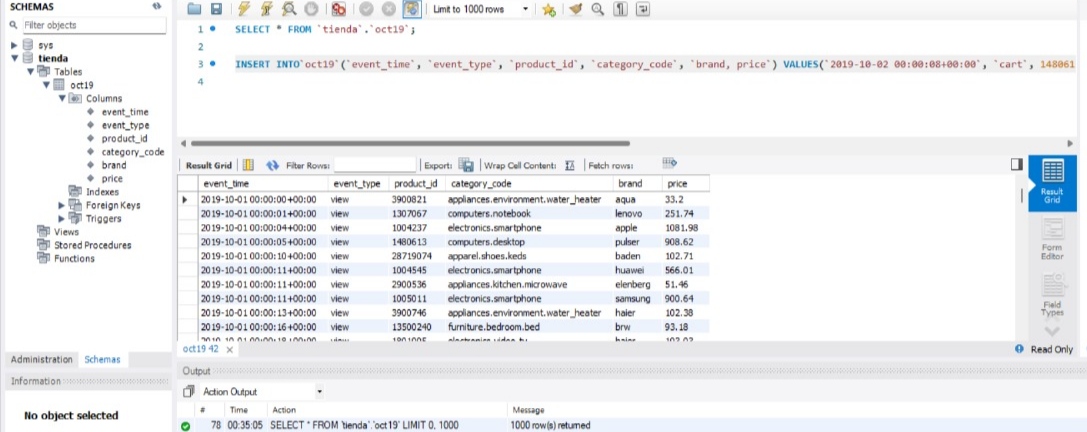 SCHEMAS
Filter objects
sys
tienda
Tables
oct19
Columns
event_time
event_type
product_id
category_code
brand
price
Indexes
Foreign Keys
Triggers
Views
Stored Procedures
Functions
Administration Schemas
Information
No object selected
Limit to 1000 rows
1 SELECT * FROM `tienda`.`oct19`;
2
3 INSERT INTO`oct19`(`event_time`, `event_type`, `product_id`, `category_code`, `brand, price`) VALUES(`2019-10-02 00:00:08+00:00`, `cart`, 148061
4
Result Grid Filter Rows: Export: Wrap Cell Content: Fetch rows:
event_time event_type product_id category_code brand price
2019-10-01 00:00:00+00:00 view 3900821 appliances.environment.water_heater aqua 33.2
2019-10-01 00:00:01+00:00 view 1307067 computers.notebook lenovo 251.74
2019-10-01 00:00:04+00:00 view 1004237 electronics.smartphone apple 1081.98
2019-10-01 00:00:05+00:00 view 1480613 computers.desktop pulser 908.62
2019-10-01 00:00:10+00:00 view 28719074 apparel.shoes.keds baden 102.71
2019-10-01 00:00:11+00:00 view 1004545 electronics.smartphone huawei 566.01
2019-10-01 00:00:11+00:00 view 2900536 appliances.kitchen.microwave elenberg 51.46
2019-10-01 00:00:11+00:00 view 1005011 electronics.smartphone samsung 900.64
2019-10-01 00:00:13+00:00 view 3900746 appliances.environment.water_heater haier 102.38
2019-10-01 00:00:16+00:00 view 13500240 furniture.bedroom.bed brw 93.18
Result Grid
Form Editor
Field Types
oct19 42
Read Only
Output
Action Output
# Time Action Message
78 00:35:05 SELECT * FROM `tienda`.`oct19` LIMIT 0, 1000 1000 row(s) returned